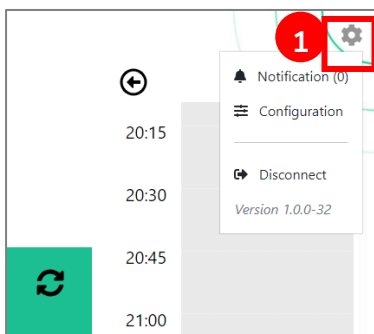 1
Notification (0)
Configuration
20:15
Disconnect
20:30
Version 1.0.0-32
20:45
21:00